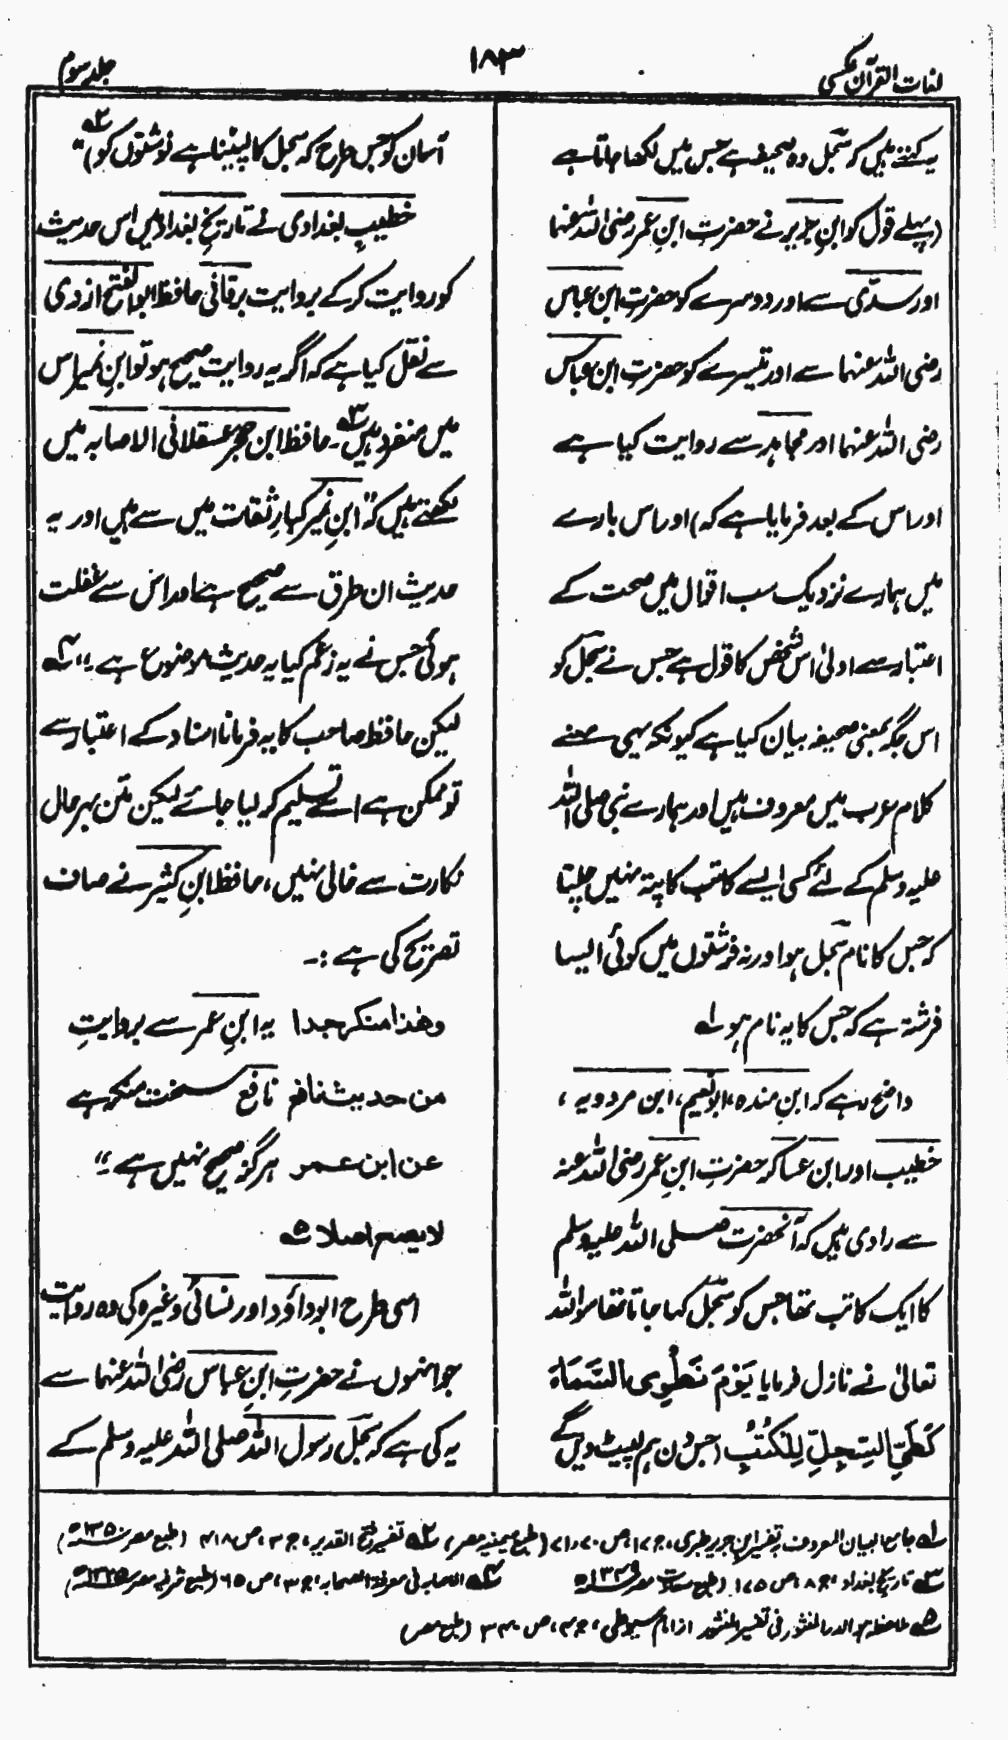 لغات القرآن عکسی
۱۸۳
جلد سوم
یہ کہتے ہیں کہ سجل وہ صحیفہ ہے جس میں لکھا جاتا ہے
(پہلے قول کو ابنِ جریر نے حضرت ابنِ عمر رضی اللہ عنہما
اور سدّی سے اور دوسرے کو حضرت ابن عباس
رضی اللہ عنہما سے اور تیسرے کو حضرت ابن عباس
رضی اللہ عنہما اور مجاہد سے روایت کیا ہے
اور اس کے بعد فرمایا ہے کہ) اور اس بارے
میں ہمارے نزدیک سب اقوال میں صحت کے
اعتبار سے اولیٰ اس شخص کا قول ہے جس نے سجل کو
اس جگہ بمعنی صحیفہ بیان کیا ہے کیونکہ یہی معنے
کلام عرب میں معروف ہیں اور ہمارے نبی صلی اللہ
علیہ وسلم کے لئے کسی ایسے کاتب کا پتہ نہیں چلتا
کہ جس کا نام سجل ہو اور نہ فرشتوں میں کوئی ایسا
فرشتہ ہے کہ جس کا یہ نام ہو ۱؎
واضح رہے کہ ابنِ مندہ، ابو نعیم، ابن مردویہ،
خطیب اور ابن عساکر حضرتِ ابنِ عمر رضی اللہ عنہ
سے راوی ہیں کہ آنحضرت صلی اللہ علیہ وسلم
کا ایک کاتب تھا جس کو سجل کہا جاتا تھا سو اللہ
تعالیٰ نے نازل فرمایا يَوْمَ نَطْوِى السَّمَاءَ
كَطَىِّ السِّجِلِّ لِلْكُتُبِ (جس دن ہم لپیٹ دیں گے
آسمان کو جس طرح کہ سجل کا لپیٹنا ہے نوشتوں کو) ۲؎
خطیبِ بغدادی نے تاریخِ بغداد میں اس حدیث
کو روایت کر کے بروایت برقانی حافظ ابوالفتح ازدی
سے نقل کیا ہے کہ اگر یہ روایت صحیح ہو تو ابنِ نمیر اس
میں منفرد ہیں ۳؎۔ حافظ ابن حجر عسقلانی الاصابہ میں
لکھتے ہیں کہ "ابنِ نمیر کبارِ ثقات میں سے ہیں اور یہ
حدیث ان طرق سے صحیح ہے اور اس سے غفلت
ہوئی جس نے یہ زعم کیا یہ حدیث موضوع ہے۔" ۴؎
لیکن حافظ صاحب کا یہ فرمانا اسناد کے اعتبار سے
تو ممکن ہے اسے تسلیم کر لیا جائے لیکن متن بہرحال
نکارت سے خالی نہیں، حافظ ابنِ کثیر نے صاف
تصریح کی ہے :۔
وهذا منكر جدا یہ ابنِ عمر سے بروایتِ
من حديث نافع نافع سخت منکر ہے
عن ابن عمر ہرگز صحیح نہیں ہے۔"
لا يصح اصلا ۵؎
اسی طرح ابوداؤد اور نسائی وغیرہ کی وہ روایت
جو انہوں نے حضرت ابن عباس رضی اللہ عنہما سے
یہ کی ہے کہ سجل رسول اللہ صلی اللہ علیہ وسلم کے
۱؎ جامع البیان المعروف بتفسیر ابن جریر طبری، ج ۱۷، ص ۷۰، ۷۱ (طبع میمنیہ مصر) ۲؎ تفسیر فتح القدیر، ج ۳، ص ۴۱۸ (طبع مصر ۱۳۵۰ھ)
۳؎ تاریخ بغداد، ج ۸، ص ۱۷۵ (طبع سعادت مصر ۱۳۴۹ھ) ۴؎ الاصابہ فی معرفۃ الصحابہ، ج ۳، ص ۶۵ (طبع شرفیہ مصر ۱۳۲۵ھ)
۵؎ ملاحظہ ہو الدر المنثور فی تفسیر المنثور از امام سیوطی، ج ۴، ص ۳۴۰ (طبع مصر)